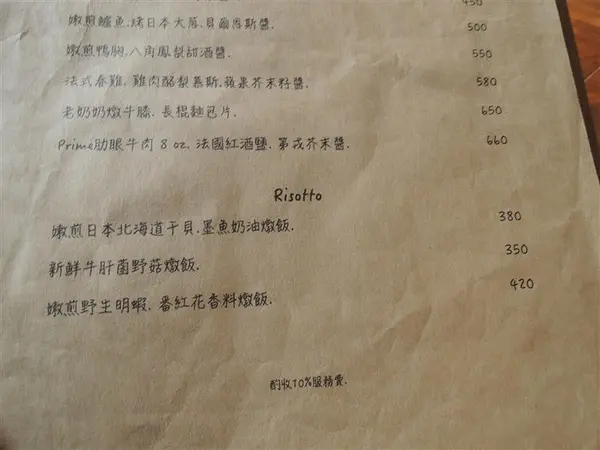 450
嫩煎鱸魚.烤日本大蔥.貝爾恩斯醬. 500
嫩煎鴨胸.八角鳳梨甜酒醬. 550
法式春雞.雞肉酪梨慕斯.蘋果芥末籽醬. 580
老奶奶燉牛膝.長棍麵包片. 650
Prime肋眼牛肉 8 oz.法國紅酒鹽.第戎芥末醬. 660
Risotto
嫩煎日本北海道干貝.墨魚奶油燉飯. 380
新鮮牛肝菌野菇燉飯. 350
嫩煎野生明蝦.番紅花香料燉飯. 420
酌收10%服務費.